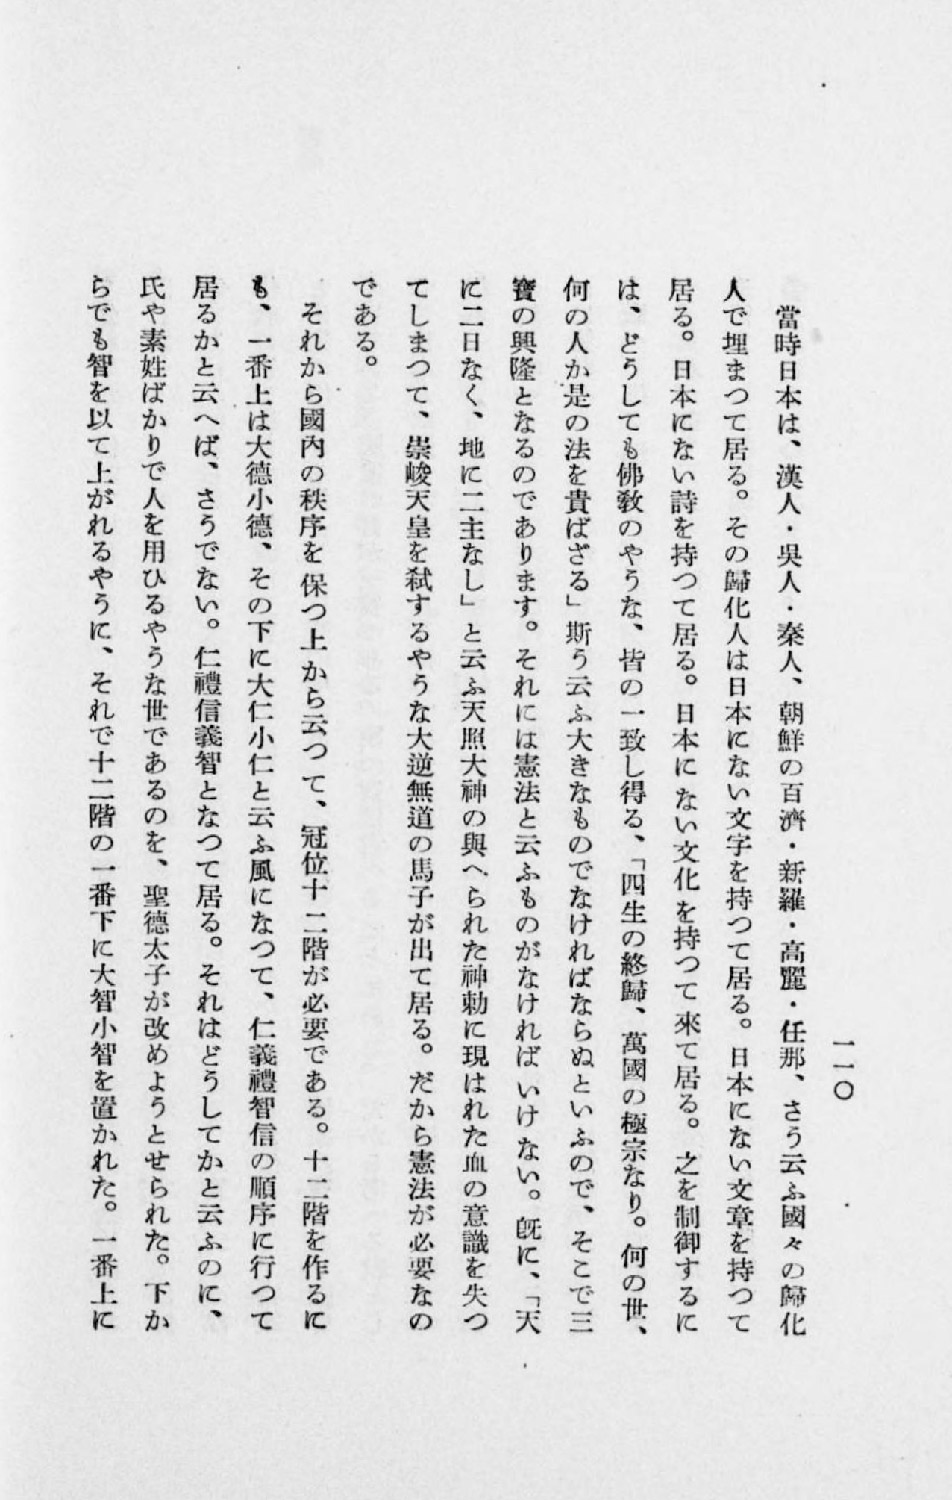 一一〇
當時日本は、漢人・吳人・秦人、朝鮮の百濟・新羅・高麗・任那、さう云ふ國々の歸化
人で埋まつて居る。その歸化人は日本にない文字を持つて居る。日本にない文章を持つて
居る。日本にない詩を持つて居る。日本にない文化を持つて來て居る。之を制御するに
は、どうしても佛敎のやうな、皆の一致し得る、「四生の終歸、萬國の極宗なり。何の世、
何の人か是の法を貴ばざる」斯う云ふ大きなものでなければならぬといふので、そこで三
寶の興隆となるのであります。それには憲法と云ふものがなければいけない。旣に、「天
に二日なく、地に二主なし」と云ふ天照大神の與へられた神勅に現はれた血の意識を失つ
てしまつて、崇峻天皇を弑するやうな大逆無道の馬子が出て居る。だから憲法が必要なの
である。
それから國內の秩序を保つ上から云つて、冠位十二階が必要である。十二階を作るに
も、一番上は大德小德、その下に大仁小仁と云ふ風になつて、仁義禮智信の順序に行つて
居るかと云へば、さうでない。仁禮信義智となつて居る。それはどうしてかと云ふのに、
氏や素姓ばかりで人を用ひるやうな世であるのを、聖德太子が改めようとせられた。下か
らでも智を以て上がれるやうに、それで十二階の一番下に大智小智を置かれた。一番上に